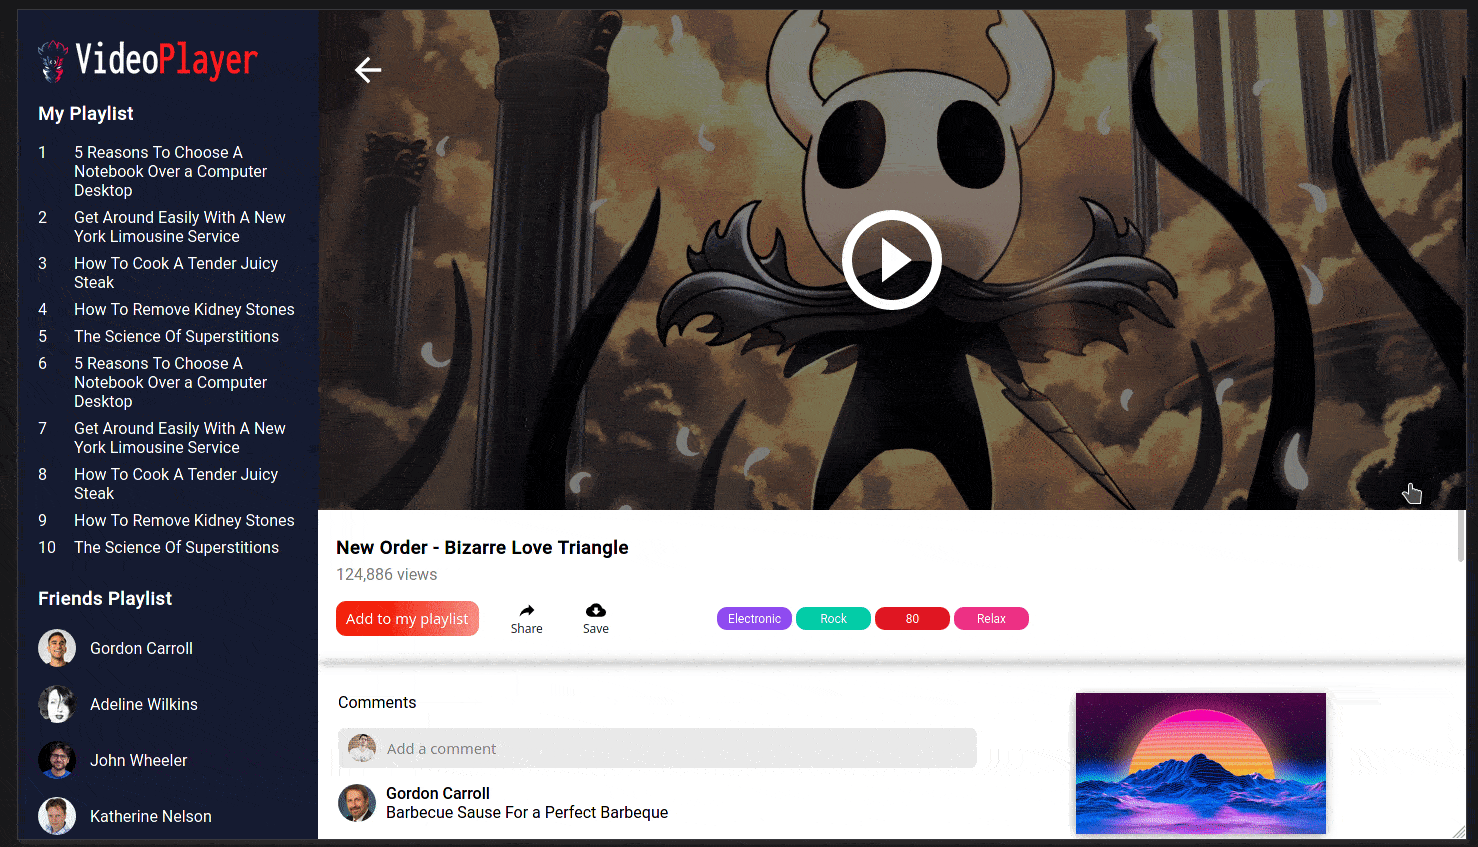 VideoPlayer
My Playlist
1 5 Reasons To Choose A
Notebook Over a Computer
Desktop
2 Get Around Easily With A New
York Limousine Service
3 How To Cook A Tender Juicy
Steak
4 How To Remove Kidney Stones
5 The Science Of Superstitions
6 5 Reasons To Choose A
Notebook Over a Computer
Desktop
7 Get Around Easily With A New
York Limousine Service
8 How To Cook A Tender Juicy
Steak
9 How To Remove Kidney Stones
10 The Science Of Superstitions
Friends Playlist
Gordon Carroll
Adeline Wilkins
John Wheeler
Katherine Nelson
New Order - Bizarre Love Triangle
124,886 views
Add to my playlist
Share
Save
Electronic
Rock
80
Relax
Comments
Add a comment
Gordon Carroll
Barbecue Sause For a Perfect Barbeque